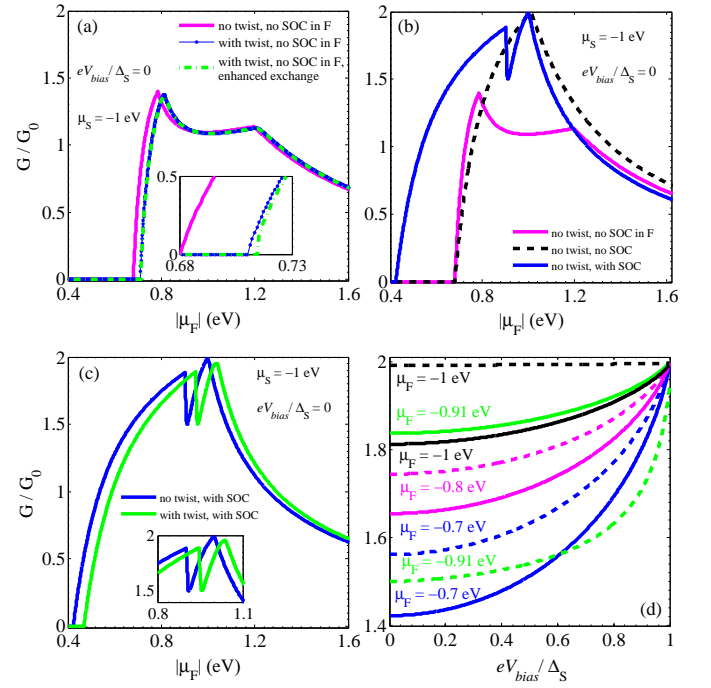 (a)
no twist, no SOC in F
with twist, no SOC in F
with twist, no SOC in F,
enhanced exchange
eV_bias/Δ_S = 0
μ_S = −1 eV
G / G_0
2
1.5
1
0.5
0
0.4
0.8
1.2
1.6
|μ_F| (eV)
0.5
0
0.68
0.73
(b)
μ_S = −1 eV
eV_bias/Δ_S = 0
no twist, no SOC in F
no twist, no SOC
no twist, with SOC
2
1.5
1
0.5
0
0.4
0.8
1.2
1.6
|μ_F| (eV)
(c)
μ_S = −1 eV
eV_bias/Δ_S = 0
no twist, with SOC
with twist, with SOC
G / G_0
2
1.5
1
0.5
0
0.4
0.8
1.2
1.6
|μ_F| (eV)
2
1.5
0.8
1.1
μ_F = −1 eV
μ_F = −0.91 eV
μ_F = −1 eV
μ_F = −0.8 eV
μ_F = −0.7 eV
μ_F = −0.91 eV
μ_F = −0.7 eV
(d)
2
1.8
1.6
1.4
0
0.2
0.4
0.6
0.8
1
eV_bias/Δ_S